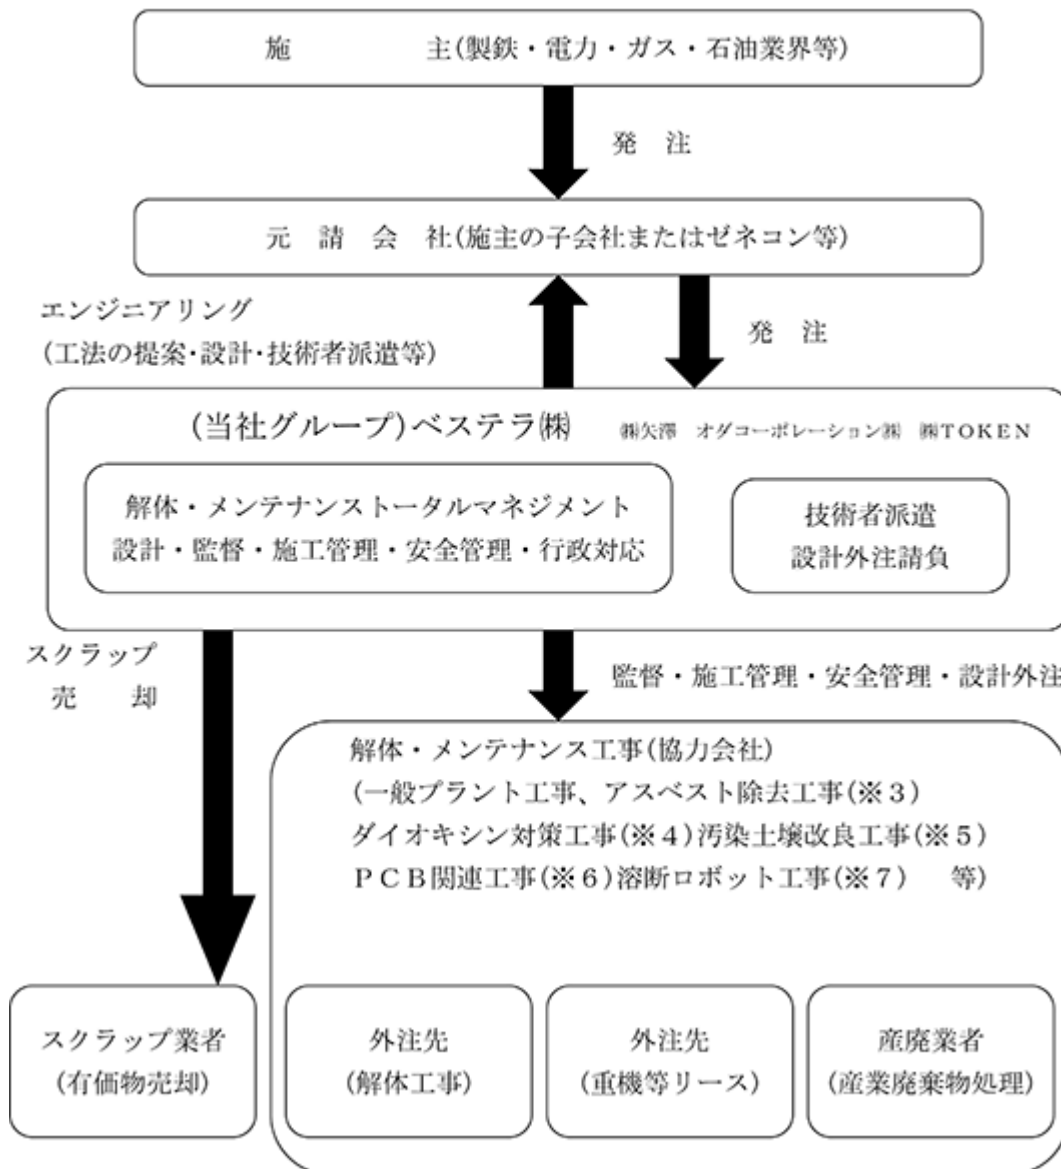 施　　　　主(製鉄・電力・ガス・石油業界等)
発　注
元　請　会　社(施主の子会社またはゼネコン等)
エンジニアリング
(工法の提案･設計･技術者派遣等)
発　注
(当社グループ)ベステラ㈱　㈱矢澤　オダコーポレーション㈱　㈱ＴＯＫＥＮ
解体・メンテナンストータルマネジメント
設計・監督・施工管理・安全管理・行政対応
技術者派遣
設計外注請負
スクラップ
売　　却
監督・施工管理・安全管理・設計外注
解体・メンテナンス工事(協力会社)
(一般プラント工事、アスベスト除去工事(※３)
ダイオキシン対策工事(※４)汚染土壌改良工事(※５)
ＰＣＢ関連工事(※６)溶断ロボット工事(※７)　等)
スクラップ業者
(有価物売却)
外注先
(解体工事)
外注先
(重機等リース)
産廃業者
(産業廃棄物処理)